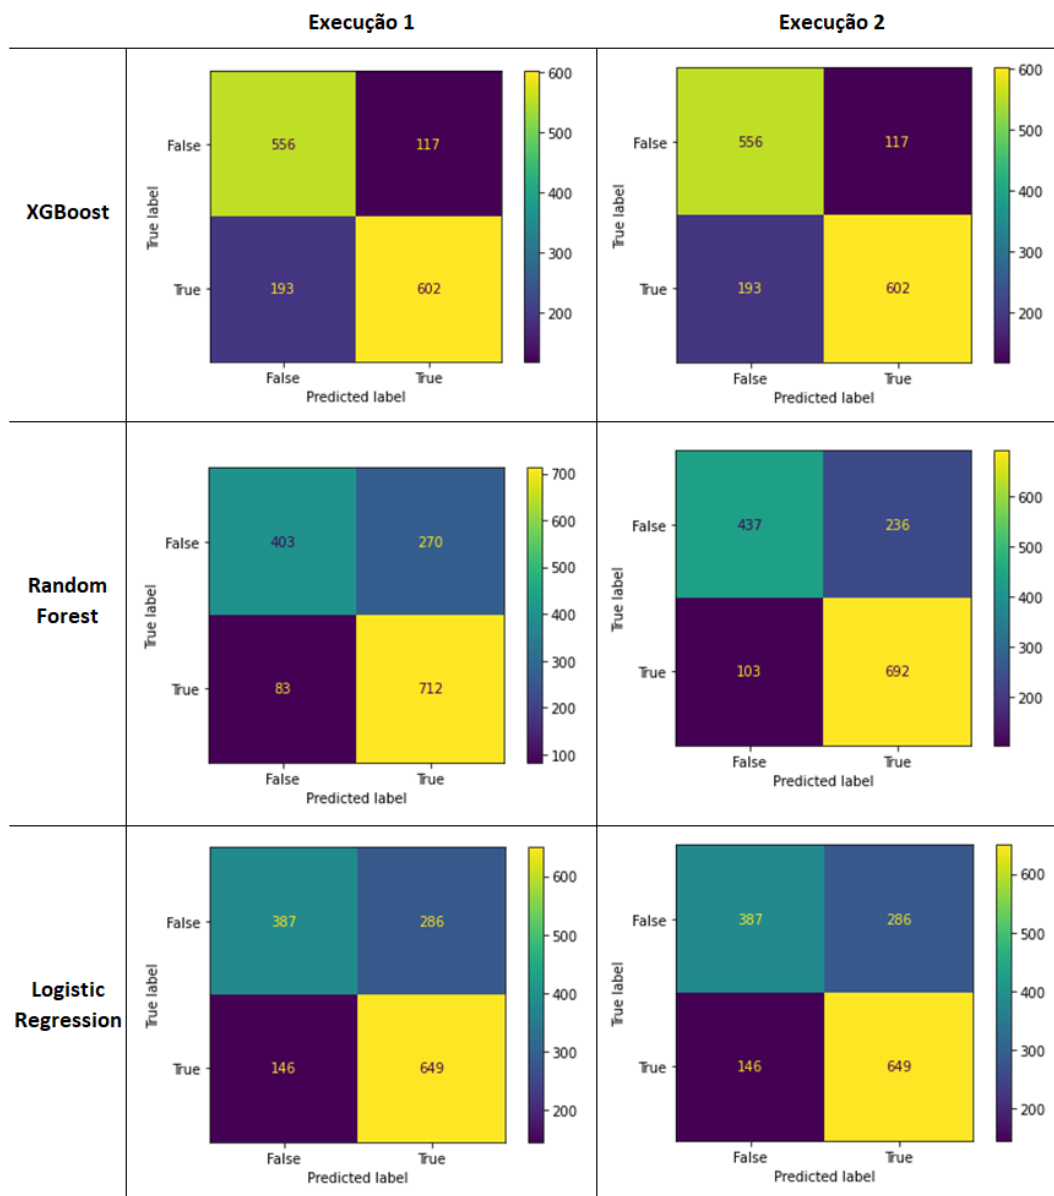 Execução 1
Execução 2
XGBoost
False
True
True label
556
117
193
602
False
True
Predicted label
600
500
400
300
200
False
True
True label
556
117
193
602
False
True
Predicted label
600
500
400
300
200
Random
Forest
False
True
True label
403
270
83
712
False
True
Predicted label
700
600
500
400
300
200
100
False
True
True label
437
236
103
692
False
True
Predicted label
600
500
400
300
200
Logistic
Regression
False
True
True label
387
286
146
649
False
True
Predicted label
600
500
400
300
200
False
True
True label
387
286
146
649
False
True
Predicted label
600
500
400
300
200